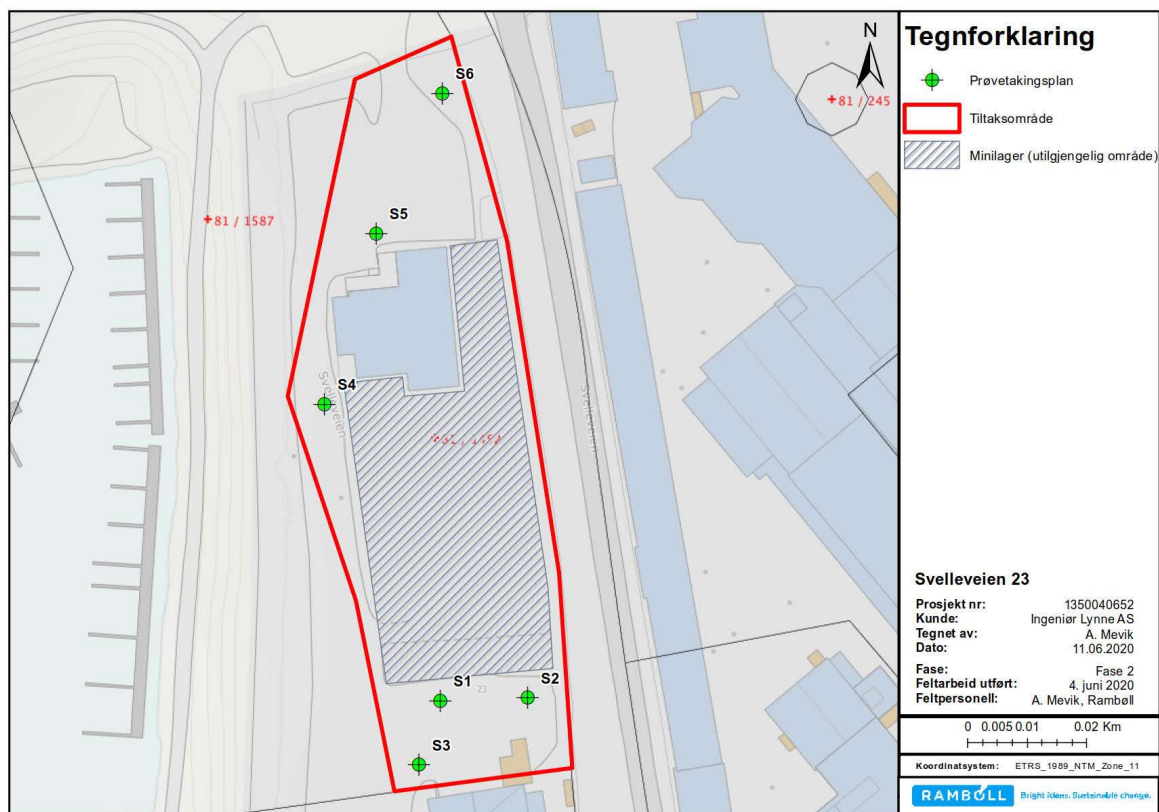 S6
S5
S4
S1
S2
S3
81 / 1587
81 / 245
Svelleveien
Svelleveien
23
N
Tegnforklaring
Prøvetakingsplan
Tiltaksområde
Minilager (utilgjengelig område)
Svelleveien 23
Prosjekt nr: 1350040652
Kunde: Ingeniør Lynne AS
Tegnet av: A. Mevik
Dato: 11.06.2020
Fase: Fase 2
Feltarbeid utført: 4. juni 2020
Feltpersonell: A. Mevik, Rambøll
0 0.005 0.01 0.02 Km
Koordinatsystem: ETRS_1989_NTM_Zone_11
RAMBOLL Bright ideas. Sustainable change.